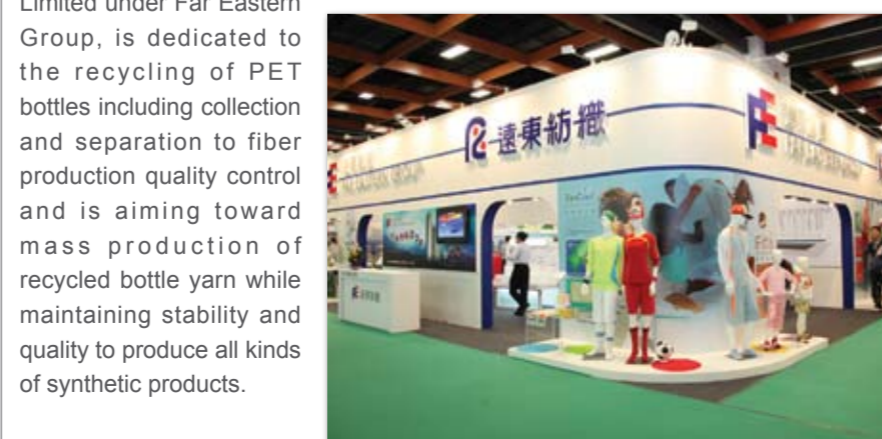 Limited under Far Eastern
Group, is dedicated to
the recycling of PET
bottles including collection
and separation to fiber
production quality control
and is aiming toward
mass production of
recycled bottle yarn while
maintaining stability and
quality to produce all kinds
of synthetic products.
遠東紡織
FE